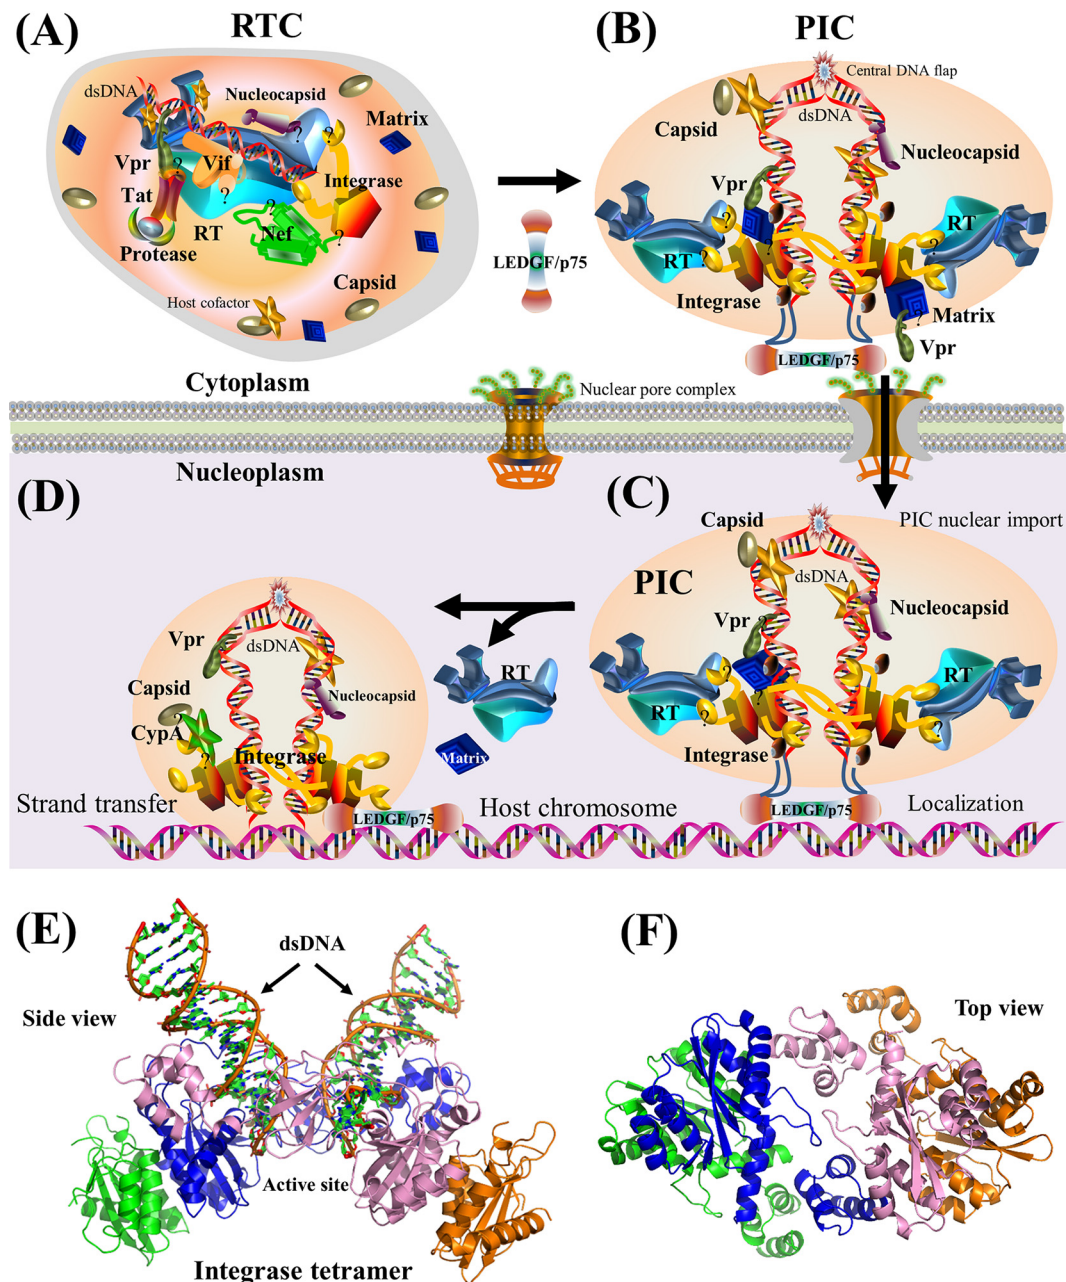 (A)
RTC
dsDNA
Nucleocapsid
?
?
Matrix
Vpr
?
Vif
Tat
?
Integrase
RT
?
Nef
?
Protease
Capsid
Host cofactor
?
(B)
PIC
Central DNA flap
Capsid
dsDNA
Nucleocapsid
Vpr
?
?
RT
RT
?
?
?
Integrase
Matrix
?
Vpr
LEDGF/p75
LEDGF/p75
Cytoplasm
Nuclear pore complex
Nucleoplasm
(D)
(C)
Capsid
PIC nuclear import
PIC
dsDNA
Nucleocapsid
Vpr
?
?
RT
RT
?
?
?
Integrase
LEDGF/p75
Localization
Vpr
dsDNA
RT
Capsid
Nucleocapsid
?
CypA
?
Integrase
Matrix
Strand transfer
LEDGF/p75
Host chromosome
(E)
dsDNA
Side view
Active site
Integrase tetramer
(F)
Top view